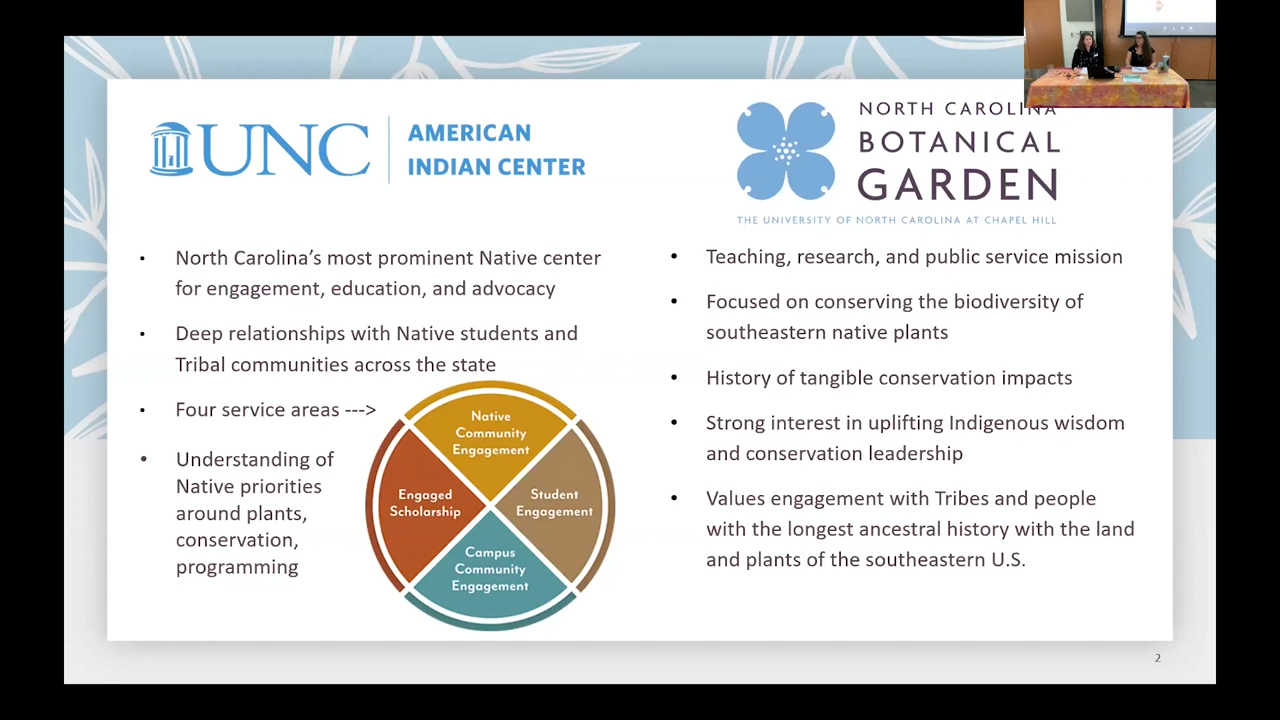 UNC
AMERICAN
INDIAN CENTER
North Carolina’s most prominent Native center
for engagement, education, and advocacy
• Deep relationships with Native students and
Tribal communities across the state
• Four service areas --->
• Understanding of
Native priorities
around plants,
conservation,
programming
Native
Community
Engagement
Engaged
Scholarship
Student
Engagement
Campus
Community
Engagement
NORTH CAROLINA
BOTANICAL
GARDEN
THE UNIVERSITY OF NORTH CAROLINA AT CHAPEL HILL
• Teaching, research, and public service mission
• Focused on conserving the biodiversity of
southeastern native plants
• History of tangible conservation impacts
• Strong interest in uplifting Indigenous wisdom
and conservation leadership
• Values engagement with Tribes and people
with the longest ancestral history with the land
and plants of the southeastern U.S.
2